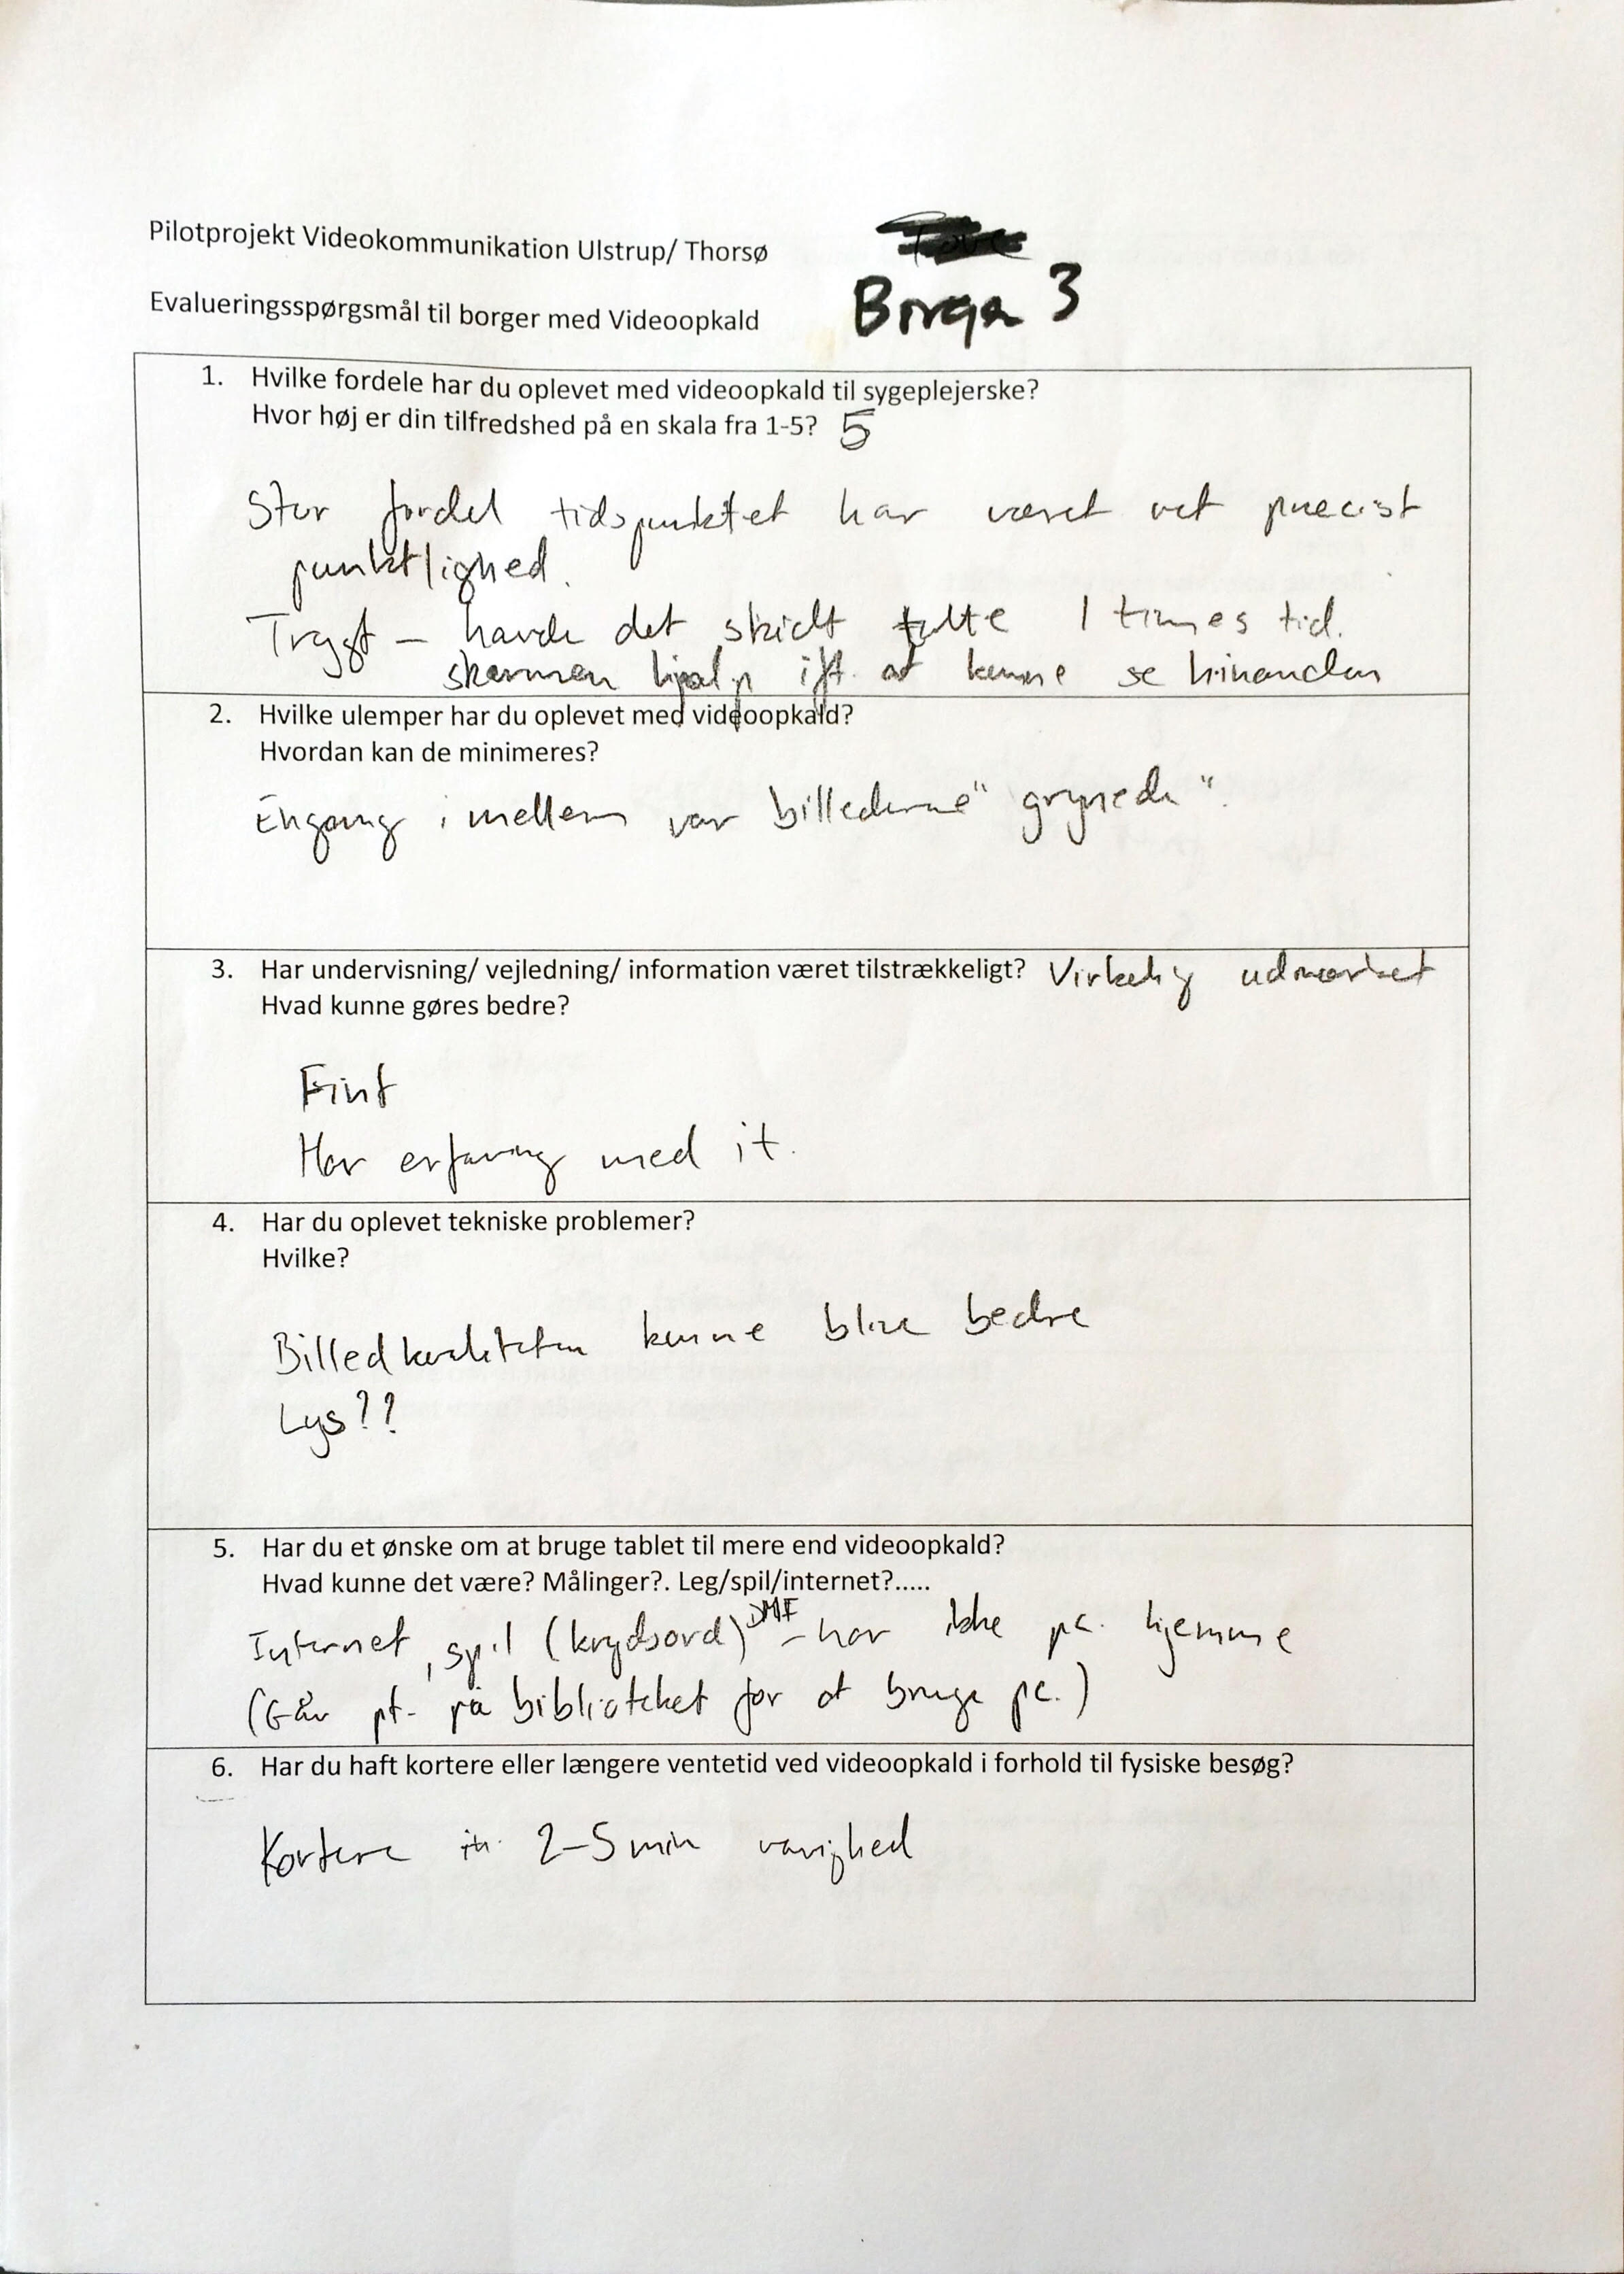 Pilotprojekt Videokommunikation Ulstrup/ Thorsø
Borger 3
Evalueringsspørgsmål til borger med Videoopkald
1. Hvilke fordele har du oplevet med videoopkald til sygeplejerske?
Hvor høj er din tilfredshed på en skala fra 1-5? 5
Stor fordel tidspunktet har været ret præcist
punktlighed.
Trygt - havde det skidt 1 times tid.
skærmen hjalp ift. at kunne se hinanden
2. Hvilke ulemper har du oplevet med videoopkald?
Hvordan kan de minimeres?
Engang imellem var billederne "grynede".
3. Har undervisning/ vejledning/ information været tilstrækkeligt? Virkelig udmærket
Hvad kunne gøres bedre?
Fint
Har erfaring med it.
4. Har du oplevet tekniske problemer?
Hvilke?
Billedkvaliteten kunne blive bedre
Lys??
5. Har du et ønske om at bruge tablet til mere end videoopkald?
Hvad kunne det være? Målinger?. Leg/spil/internet?.....
Internet, spil (krydsord) - har ikke pc. hjemme
(Går pt. på biblioteket for at bruge pc.)
6. Har du haft kortere eller længere ventetid ved videoopkald i forhold til fysiske besøg?
Kortere 2-5 min varighed